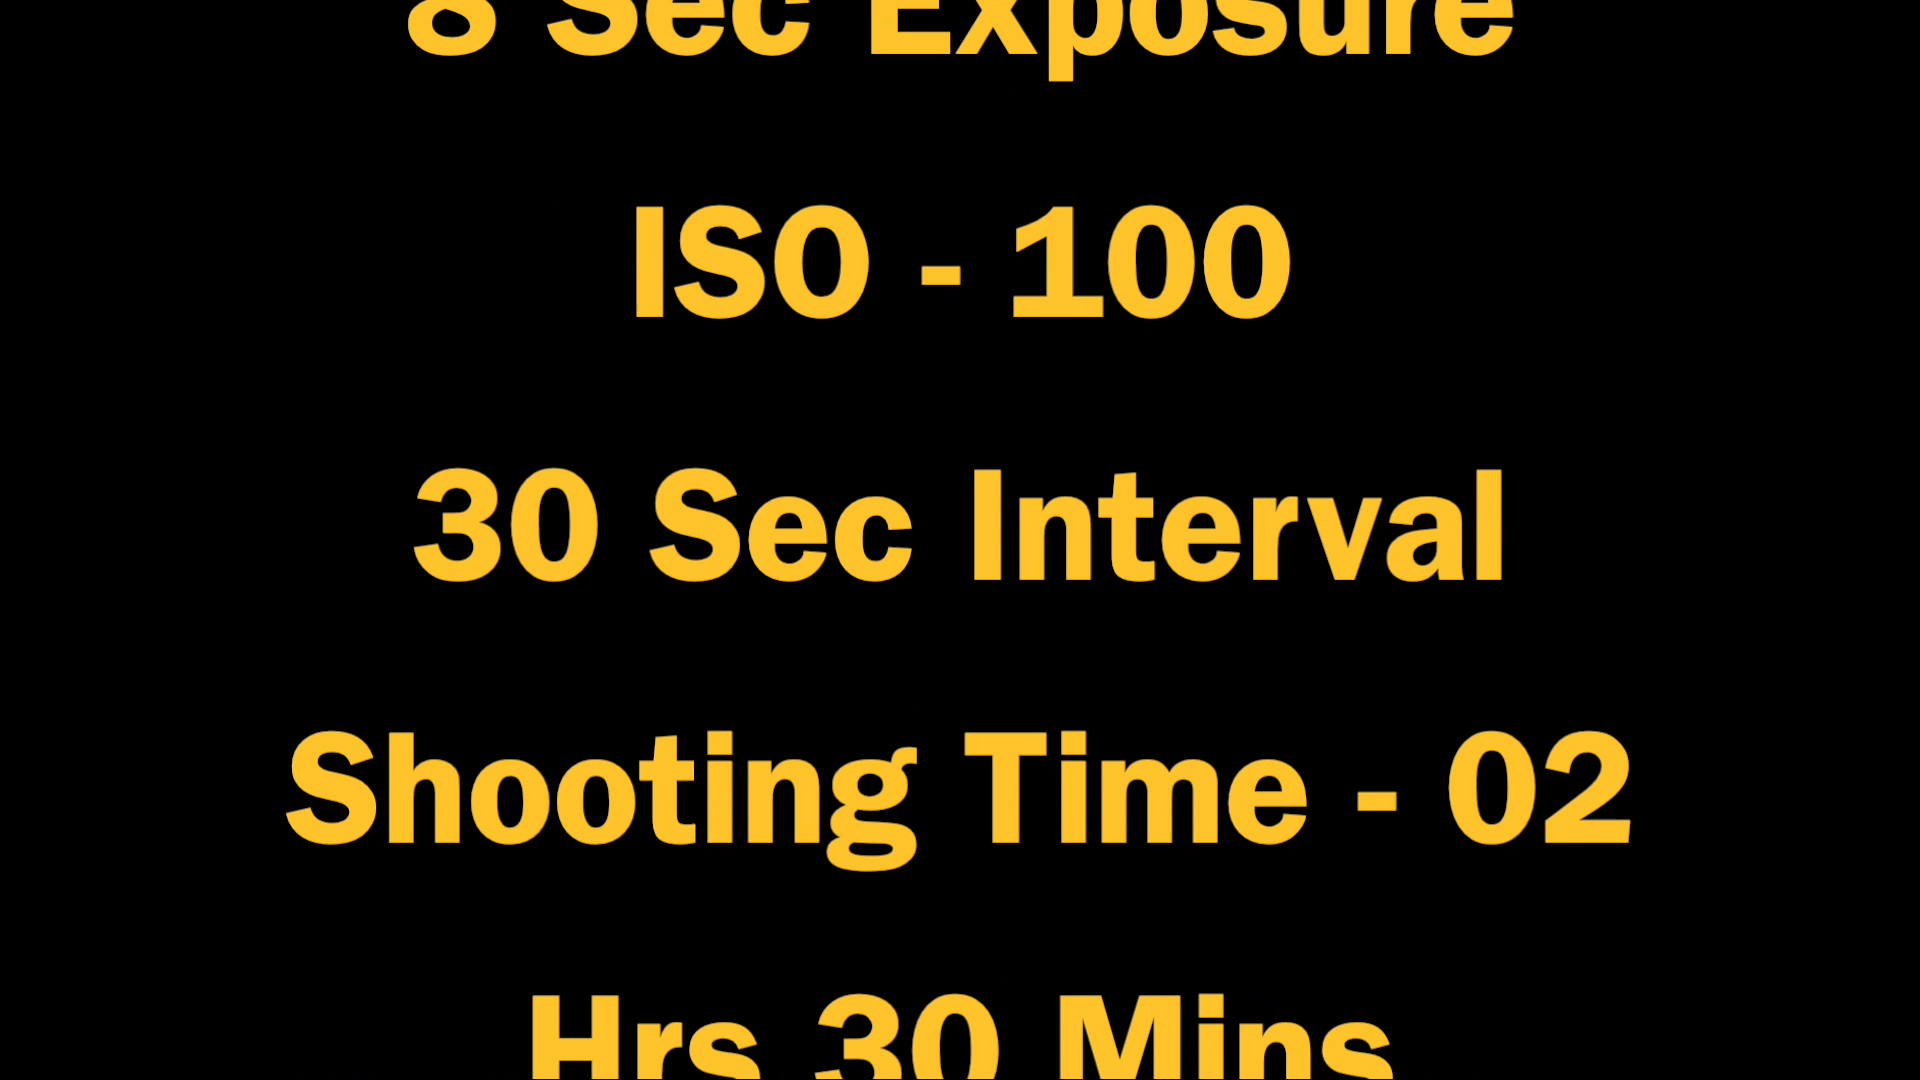 8 Sec Exposure
ISO - 100
30 Sec Interval
Shooting Time - 02
Hrs 30 Mins